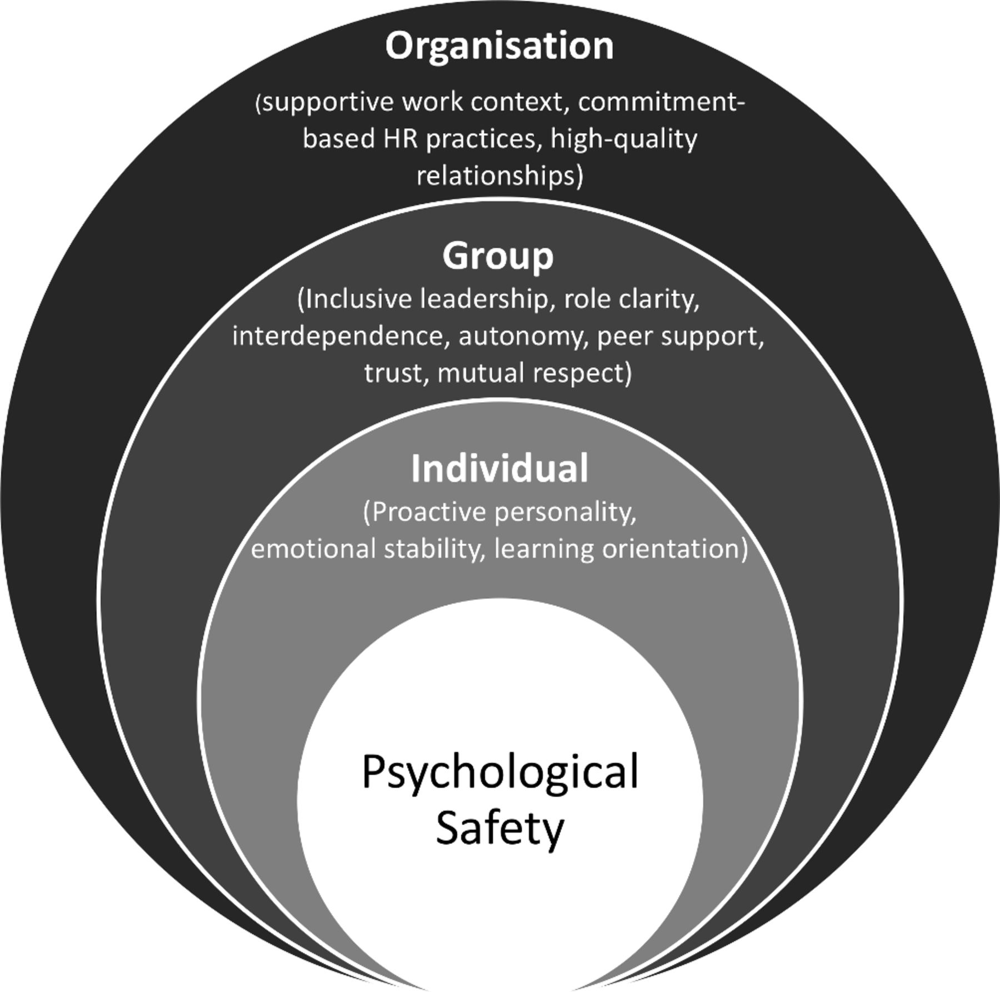 Organisation
(supportive work context, commitment-
based HR practices, high-quality
relationships)
Group
(Inclusive leadership, role clarity,
interdependence, autonomy, peer support,
trust, mutual respect)
Individual
(Proactive personality,
emotional stability, learning orientation)
Psychological
Safety